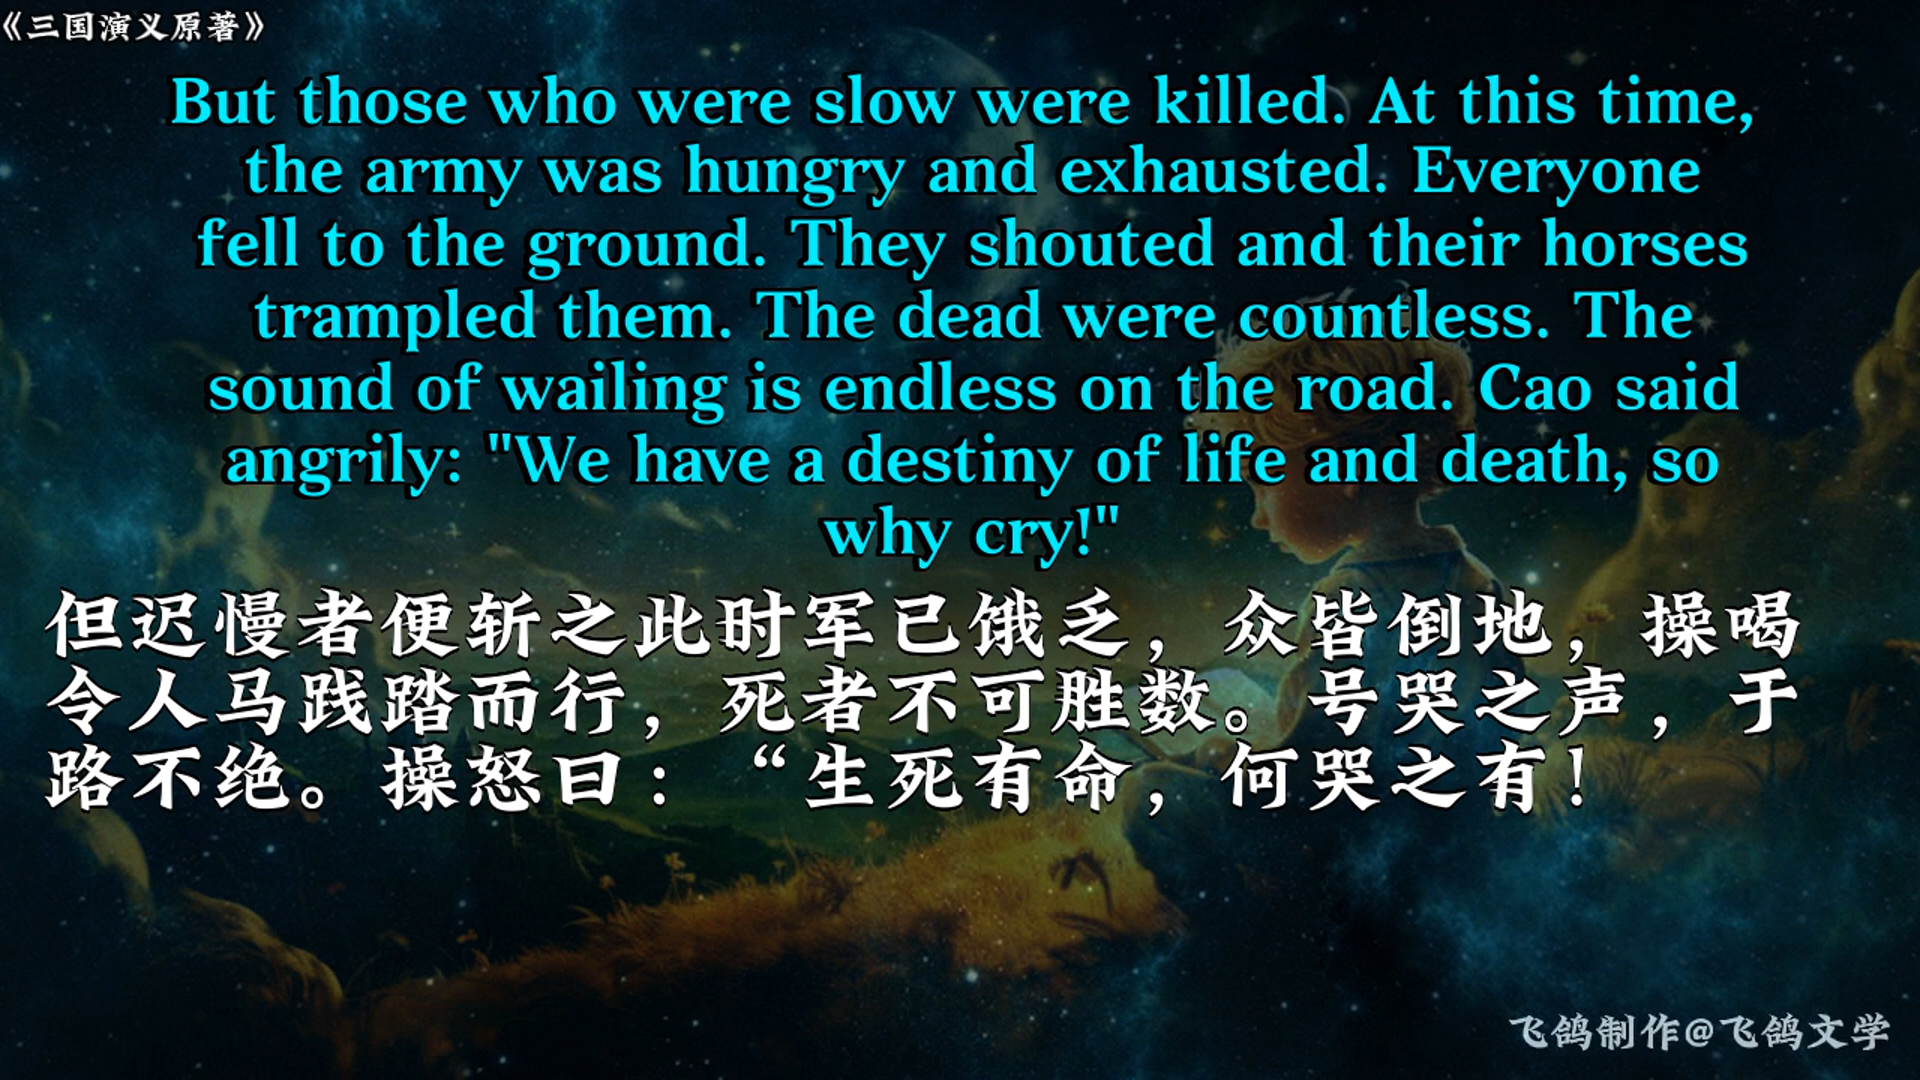 《三国演义原著》
But those who were slow were killed. At this time,
the army was hungry and exhausted. Everyone
fell to the ground. They shouted and their horses
trampled them. The dead were countless. The
sound of wailing is endless on the road. Cao said
angrily: "We have a destiny of life and death, so
why cry!"
但迟慢者便斩之此时军已饿乏，众皆倒地，操喝
令人马践踏而行，死者不可胜数。号哭之声，于
路不绝。操怒曰：“生死有命，何哭之有！
飞鸽制作@飞鸽文学